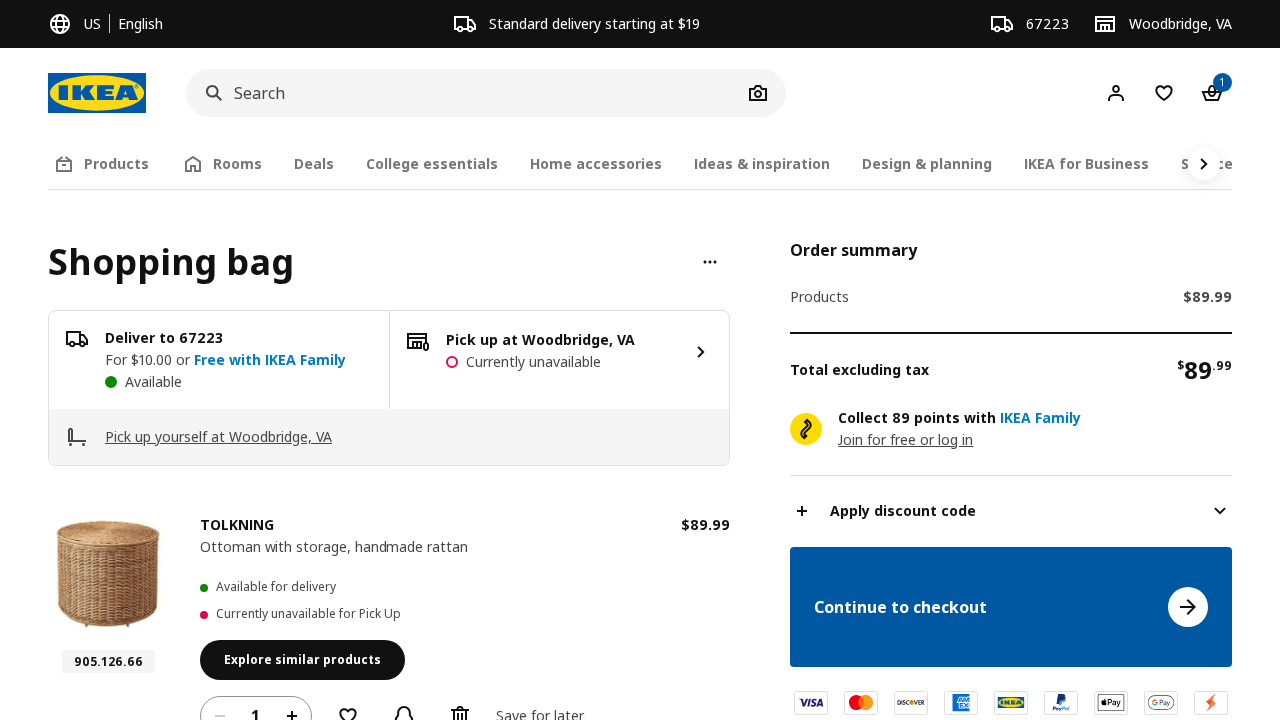 US English
Standard delivery starting at $19
67223
Woodbridge, VA
IKEA
Search
1
Products
Rooms
Deals
College essentials
Home accessories
Ideas & inspiration
Design & planning
IKEA for Business
Shopping bag
Deliver to 67223
For $10.00 or Free with IKEA Family
Available
Pick up at Woodbridge, VA
Currently unavailable
Pick up yourself at Woodbridge, VA
TOLKNING
$89.99
Ottoman with storage, handmade rattan
Available for delivery
Currently unavailable for Pick Up
905.126.66
Explore similar products
1
Save for later
Order summary
Products
$89.99
Total excluding tax
$89.99
Collect 89 points with IKEA Family
Join for free or log in
Apply discount code
Continue to checkout
VISA
DISCOVER
AMEX
IKEA
PayPal
Apple Pay
G Pay